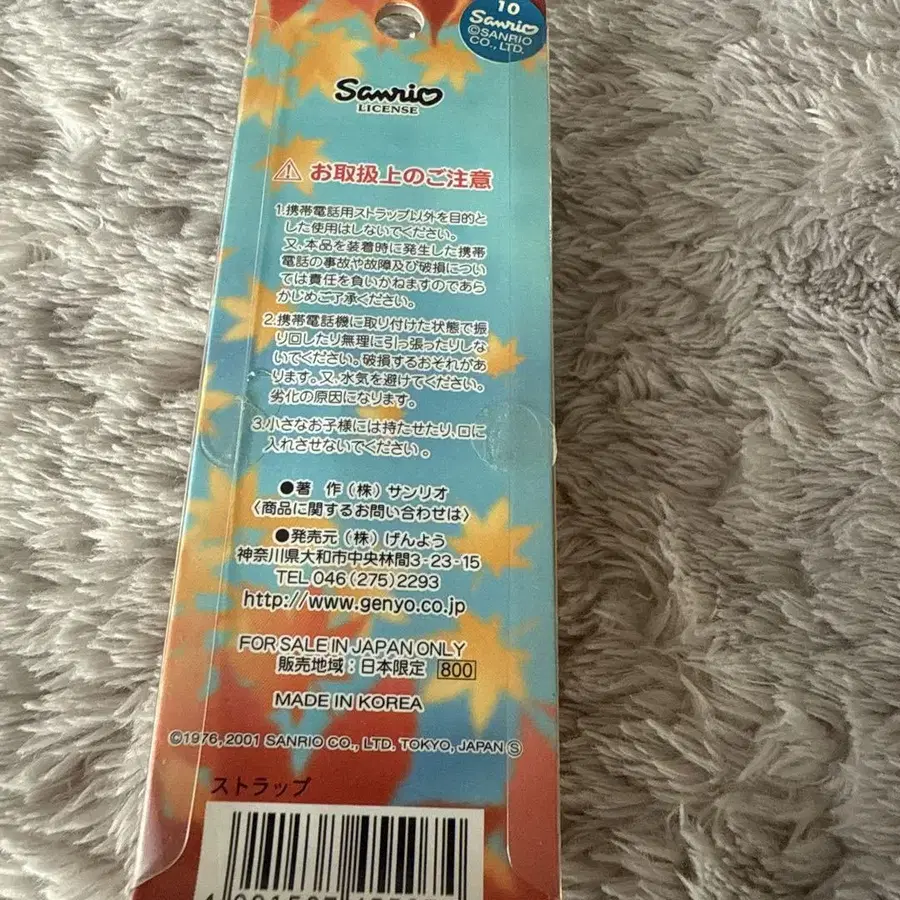 10
Sanrio
©SANRIO
CO., LTD.
Sanrio
LICENSE
お取扱上のご注意
1.携帯電話用ストラップ以外を目的と
した使用はしないでください。
又、本品を装着時に発生した携帯
電話の事故や故障及び破損につい
ては責任を負いかねますのであら
かじめご了承ください。
2.携帯電話機に取り付けた状態で振
り回したり無理に引っ張ったりしな
いでください。破損するおそれがあ
ります。又、水気を避けてください。
劣化の原因になります。
3.小さなお子様には持たせたり、口に
入れさせないでください。
●著 作（株）サンリオ
〈商品に関するお問い合わせは〉
●発売元（株）げんよう
神奈川県大和市中央林間3-23-15
TEL 046(275)2293
http://www.genyo.co.jp
FOR SALE IN JAPAN ONLY
販売地域：日本限定 800
MADE IN KOREA
©1976, 2001 SANRIO CO., LTD. TOKYO, JAPAN Ⓢ
ストラップ